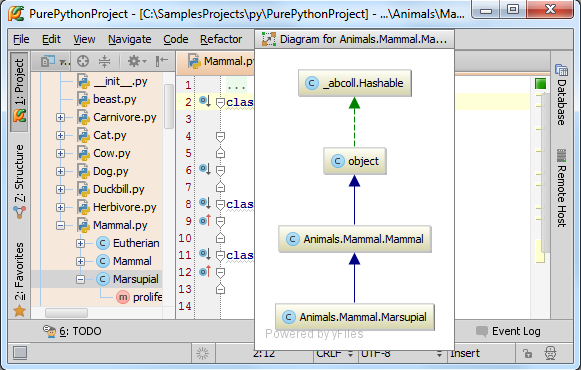 PurePythonProject - [C:\SamplesProjects\py\PurePythonProject] - ...\Animals\Ma...
File Edit View Navigate Code Refactor
Diagram for Animals.Mammal.Ma...
1: Project
7: Structure
2: Favorites
__init__.py
beast.py
Carnivore.py
Cat.py
Cow.py
Dog.py
Duckbill.py
Herbivore.py
Mammal.py
Eutherian
Mammal
Marsupial
prolife
Mammal.py
1 ...
2 clas
4
5
6
7
8 clas
9
10
11 clas
12
13
14
_abcoll.Hashable
object
Animals.Mammal.Mammal
Animals.Mammal.Marsupial
Powered by yFiles
Database
Remote Host
6: TODO
Event Log
2:12 CRLF UTF-8 Insert